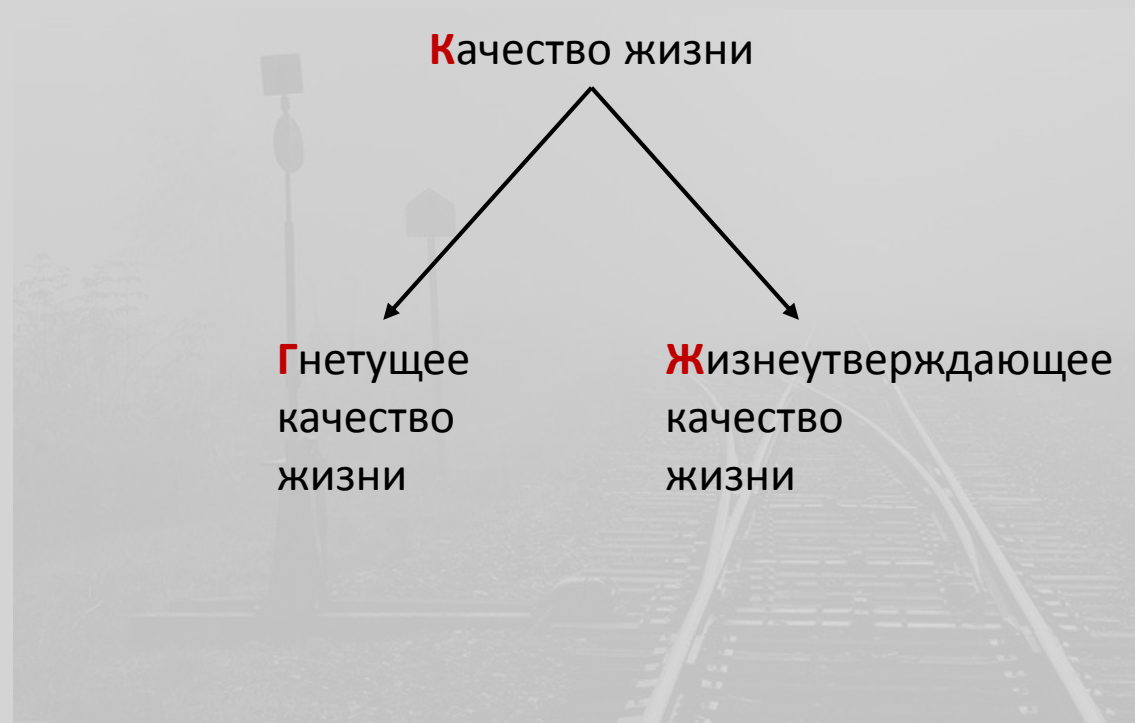 Качество жизни
Гнетущее
качество
жизни
Жизнеутверждающее
качество
жизни